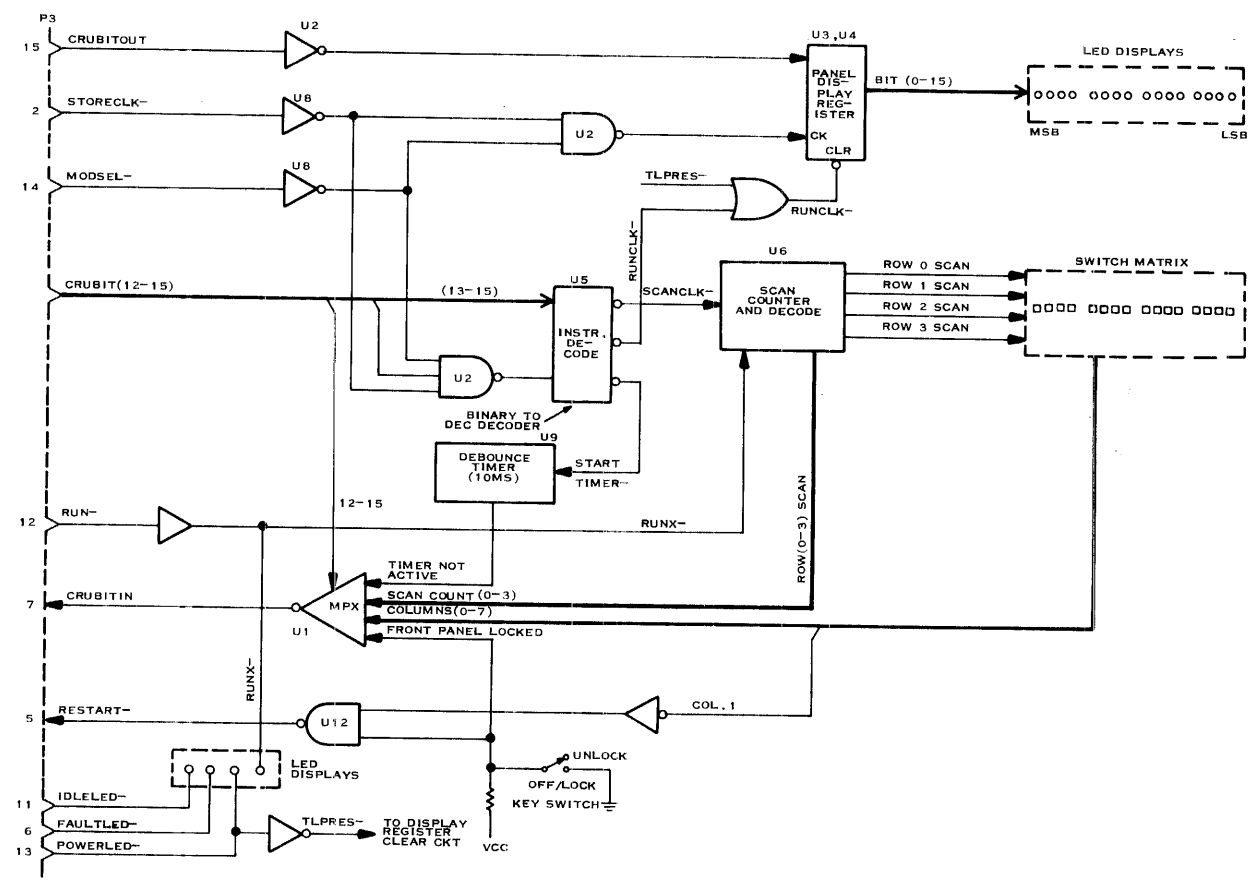 P3
15
CRUBITOUT
U2
U3,U4
PANEL
DIS-
PLAY
REG-
ISTER
CK
CLR
BIT (0-15)
LED DISPLAYS
MSB
LSB
2
STORECLK-
U8
U2
14
MODSEL-
U8
TLPRES-
RUNCLK-
RUNCLK-
CRUBIT(12-15)
(13-15)
U5
INSTR.
DE-
CODE
SCANCLK-
U6
SCAN
COUNTER
AND DECODE
ROW 0 SCAN
ROW 1 SCAN
ROW 2 SCAN
ROW 3 SCAN
SWITCH MATRIX
U2
BINARY TO
DEC DECODER
U9
DEBOUNCE
TIMER
(10MS)
START
TIMER-
12-15
12
RUN-
RUNX-
ROW(0-3) SCAN
TIMER NOT
ACTIVE
SCAN COUNT(0-3)
COLUMNS(0-7)
FRONT PANEL LOCKED
7
CRUBITIN
MPX
U1
RUNX-
5
RESTART-
U12
COL.1
LED
DISPLAYS
UNLOCK
OFF/LOCK
KEY SWITCH
VCC
11
IDLELED-
6
FAULTLED-
13
POWERLED-
TLPRES-
TO DISPLAY
REGISTER
CLEAR CKT